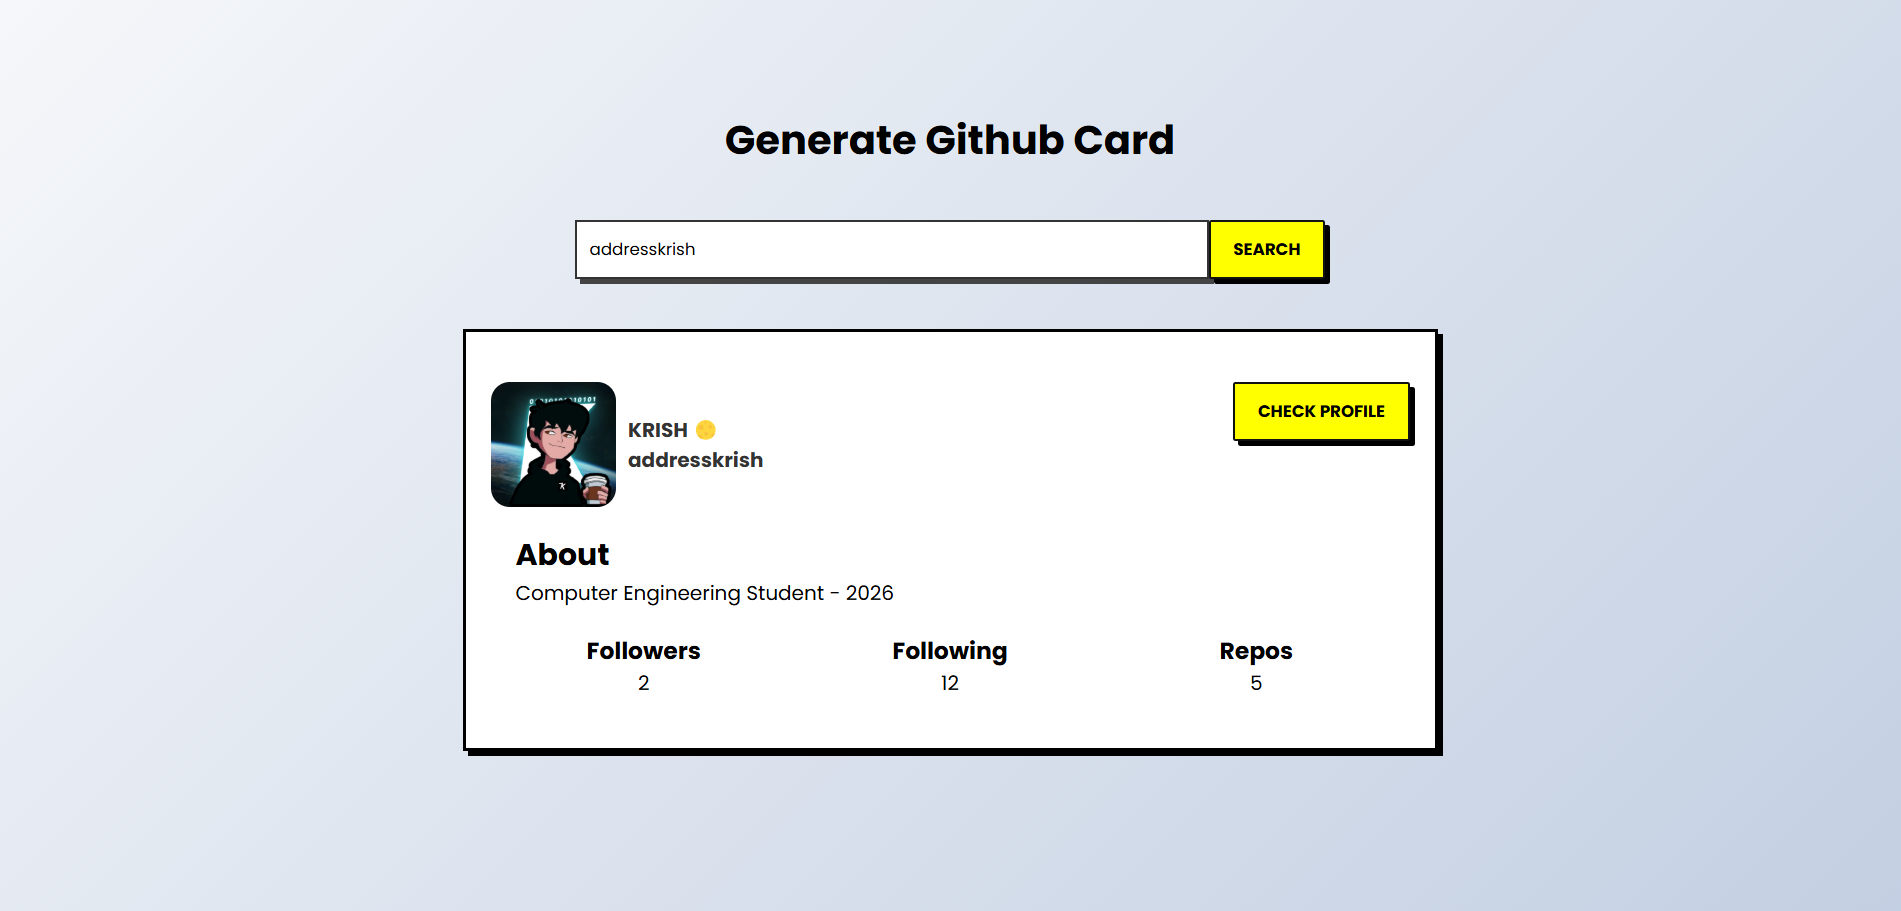 Generate Github Card
addresskrish
SEARCH
KRISH
addresskrish
CHECK PROFILE
About
Computer Engineering Student - 2026
Followers
Following
Repos
2
12
5